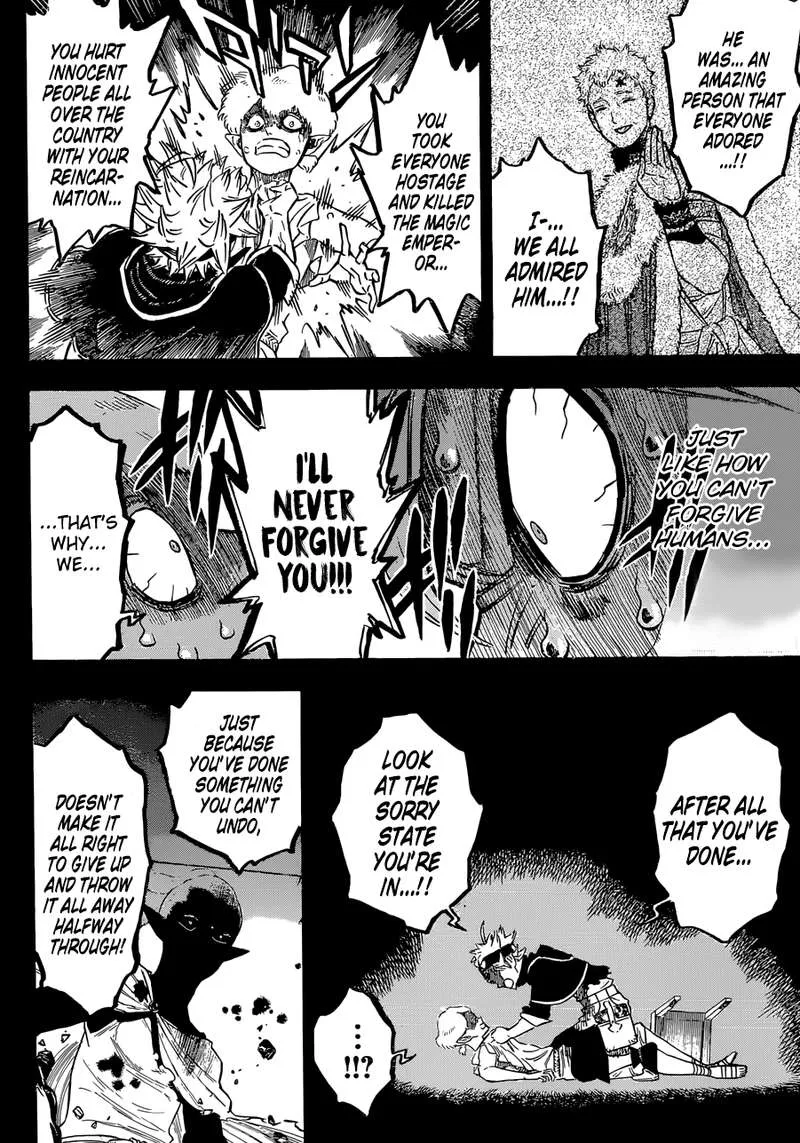 HE
WAS... AN
AMAZING
PERSON THAT
EVERYONE
ADORED
...!!
I-...
WE ALL
ADMIRED
HIM...!!
YOU
TOOK
EVERYONE
HOSTAGE
AND KILLED
THE MAGIC
EMPER-
OR...
YOU HURT
INNOCENT
PEOPLE ALL
OVER THE
COUNTRY
WITH YOUR
REINCAR-
NATION...
JUST
LIKE HOW
YOU CAN'T
FORGIVE
HUMANS...
I'LL
NEVER
FORGIVE
YOU!!!
...THAT'S
WHY...
WE...
AFTER ALL
THAT YOU'VE
DONE...
LOOK
AT THE
SORRY
STATE
YOU'RE
IN...!!
...
!!?
JUST
BECAUSE
YOU'VE DONE
SOMETHING
YOU CAN'T
UNDO,
DOESN'T
MAKE IT
ALL RIGHT
TO GIVE UP
AND THROW
IT ALL AWAY
HALFWAY
THROUGH!